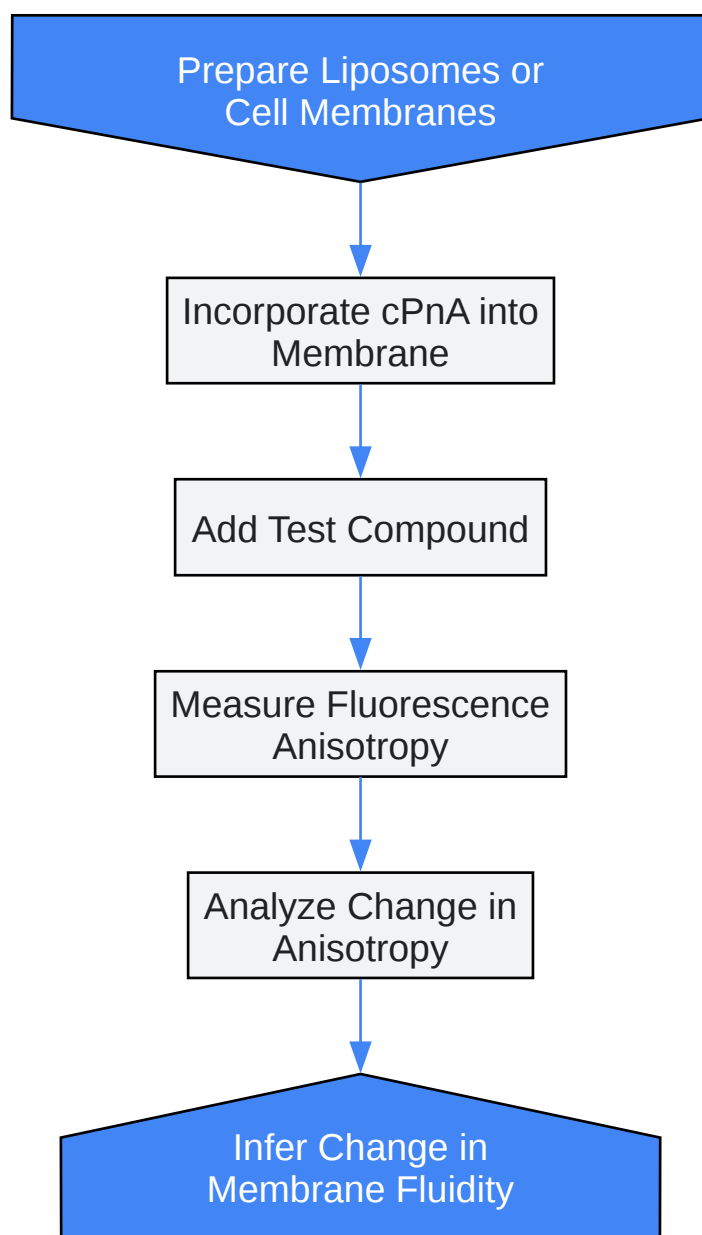 Prepare Liposomes or
Cell Membranes
Incorporate cPnA into
Membrane
Add Test Compound
Measure Fluorescence
Anisotropy
Analyze Change in
Anisotropy
Infer Change in
Membrane Fluidity